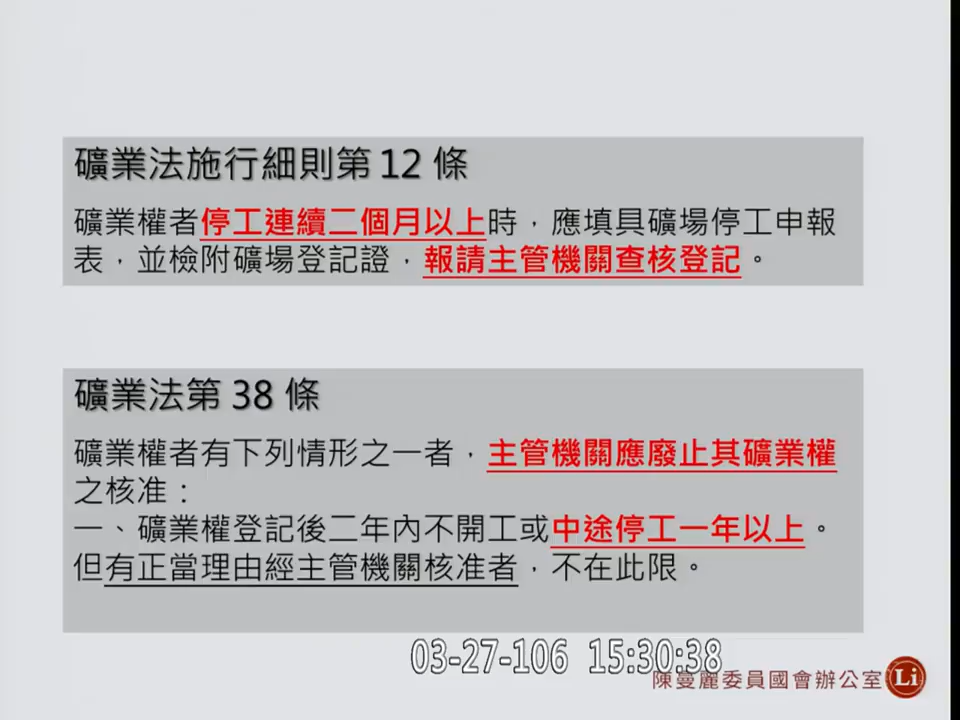 礦業法施行細則第 12 條
礦業權者停工連續二個月以上時，應填具礦場停工申報
表，並檢附礦場登記證，報請主管機關查核登記。
礦業法第 38 條
礦業權者有下列情形之一者，主管機關應廢止其礦業權
之核准：
一、礦業權登記後二年內不開工或中途停工一年以上。
但有正當理由經主管機關核准者，不在此限。
03-27-106 15:30:38
陳曼麗委員國會辦公室 Li